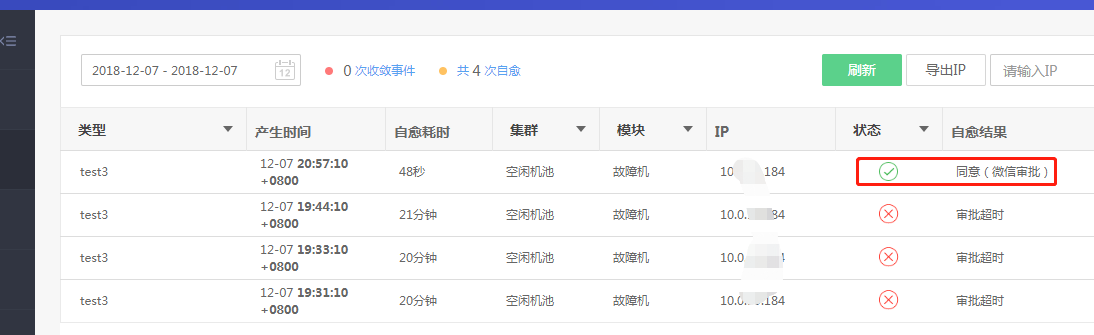 2018-12-07 - 2018-12-07 12 0 次收敛事件 共 4 次自愈 刷新 导出IP 请输入IP
类型 产生时间 自愈耗时 集群 模块 IP 状态 自愈结果
test3 12-07 20:57:10 +0800 48秒 空闲机池 故障机 10 .184 同意（微信审批）
test3 12-07 19:44:10 +0800 21分钟 空闲机池 故障机 10.0. 184 审批超时
test3 12-07 19:33:10 +0800 20分钟 空闲机池 故障机 10.0. 审批超时
test3 12-07 19:31:10 +0800 20分钟 空闲机池 故障机 10.0. .184 审批超时